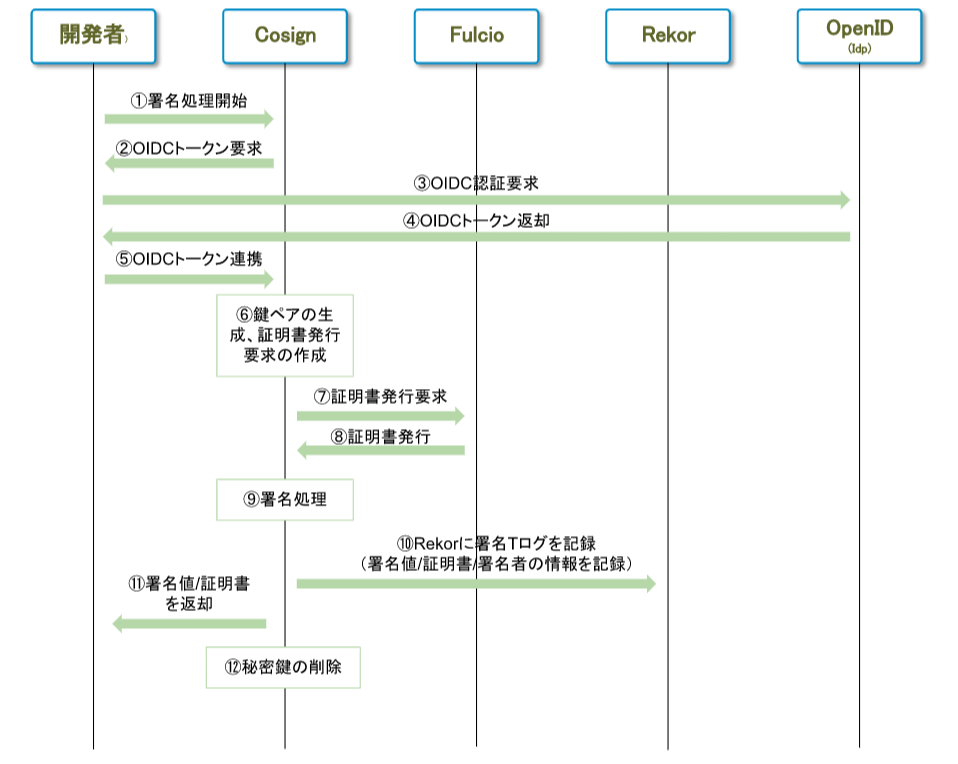 開発者)
Cosign
Fulcio
Rekor
OpenID
(Idp)
①署名処理開始
②OIDCトークン要求
③OIDC認証要求
④OIDCトークン返却
⑤OIDCトークン連携
⑥鍵ペアの生
成、証明書発行
要求の作成
⑦証明書発行要求
⑧証明書発行
⑨署名処理
⑩Rekorに署名Tログを記録
（署名値/証明書/署名者の情報を記録）
⑪署名値/証明書
を返却
⑫秘密鍵の削除